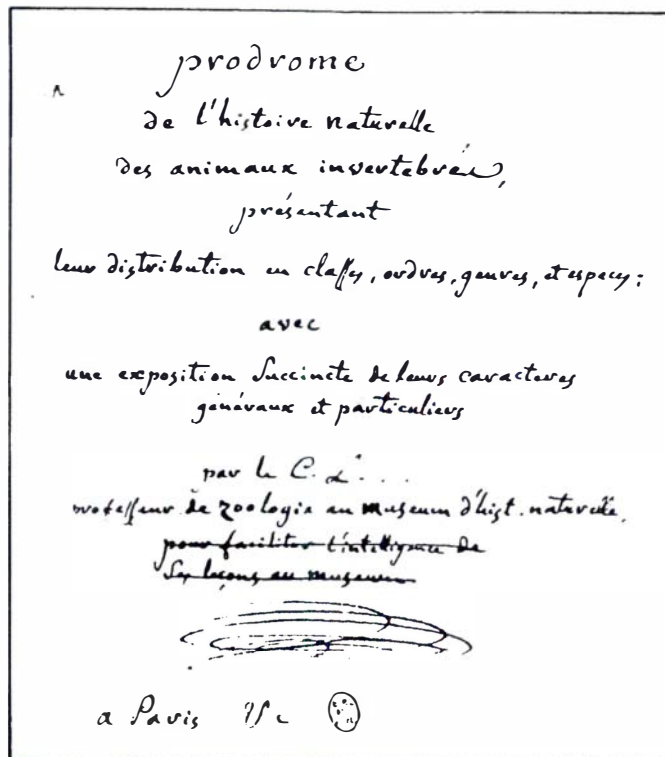 prodrome
de l'histoire naturelle
des animaux invertebrés,
présentant
leur distribution en classes, ordres, genres, et especes;
avec
une exposition succincte de leurs caracteres
généraux et particuliers
par le C. L. . . .
professeur de zoologie au museum d'hist. naturelle.
pour faciliter l'intelligence de
ses leçons au museum
a Paris